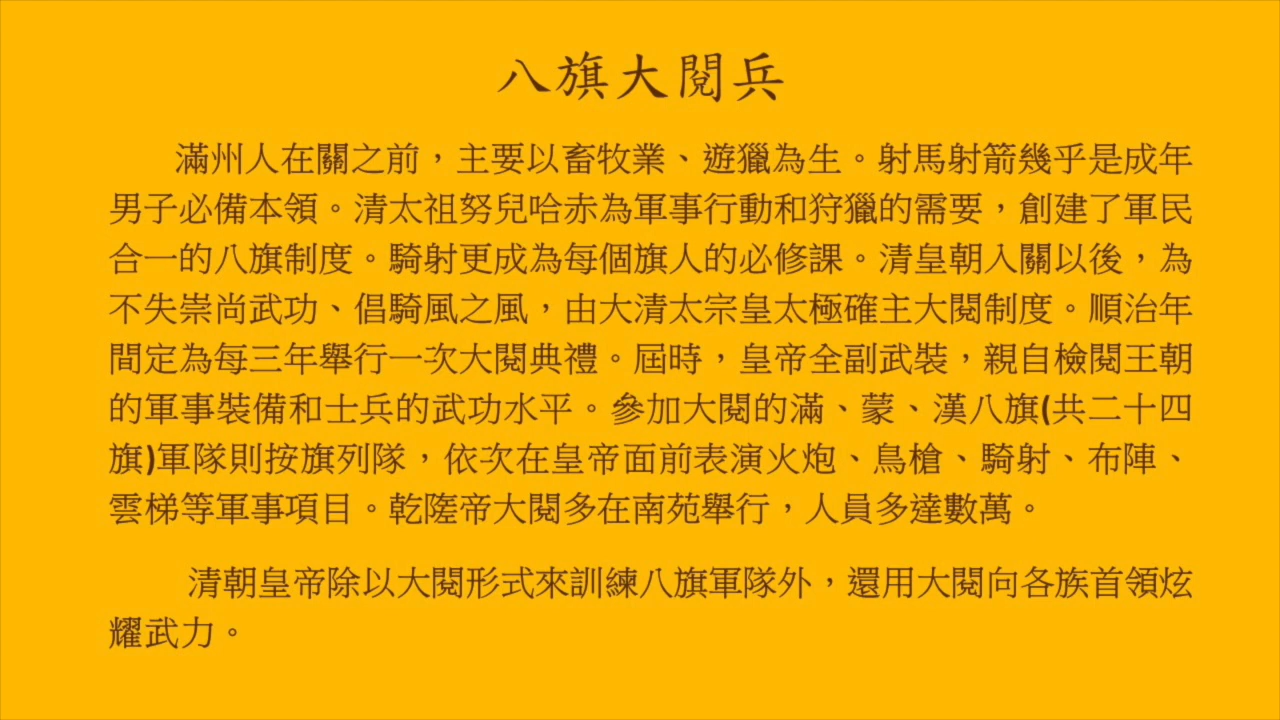 八旗大閱兵
滿州人在關之前，主要以畜牧業、遊獵為生。射馬射箭幾乎是成年
男子必備本領。清太祖努兒哈赤為軍事行動和狩獵的需要，創建了軍民
合一的八旗制度。騎射更成為每個旗人的必修課。清皇朝入關以後，為
不失崇尚武功、倡騎風之風，由大清太宗皇太極確主大閱制度。順治年
間定為每三年舉行一次大閱典禮。屆時，皇帝全副武裝，親自檢閱王朝
的軍事裝備和士兵的武功水平。參加大閱的滿、蒙、漢八旗(共二十四
旗)軍隊則按旗列隊，依次在皇帝面前表演火炮、鳥槍、騎射、布陣、
雲梯等軍事項目。乾隓帝大閱多在南苑舉行，人員多達數萬。
清朝皇帝除以大閱形式來訓練八旗軍隊外，還用大閱向各族首領炫
耀武力。